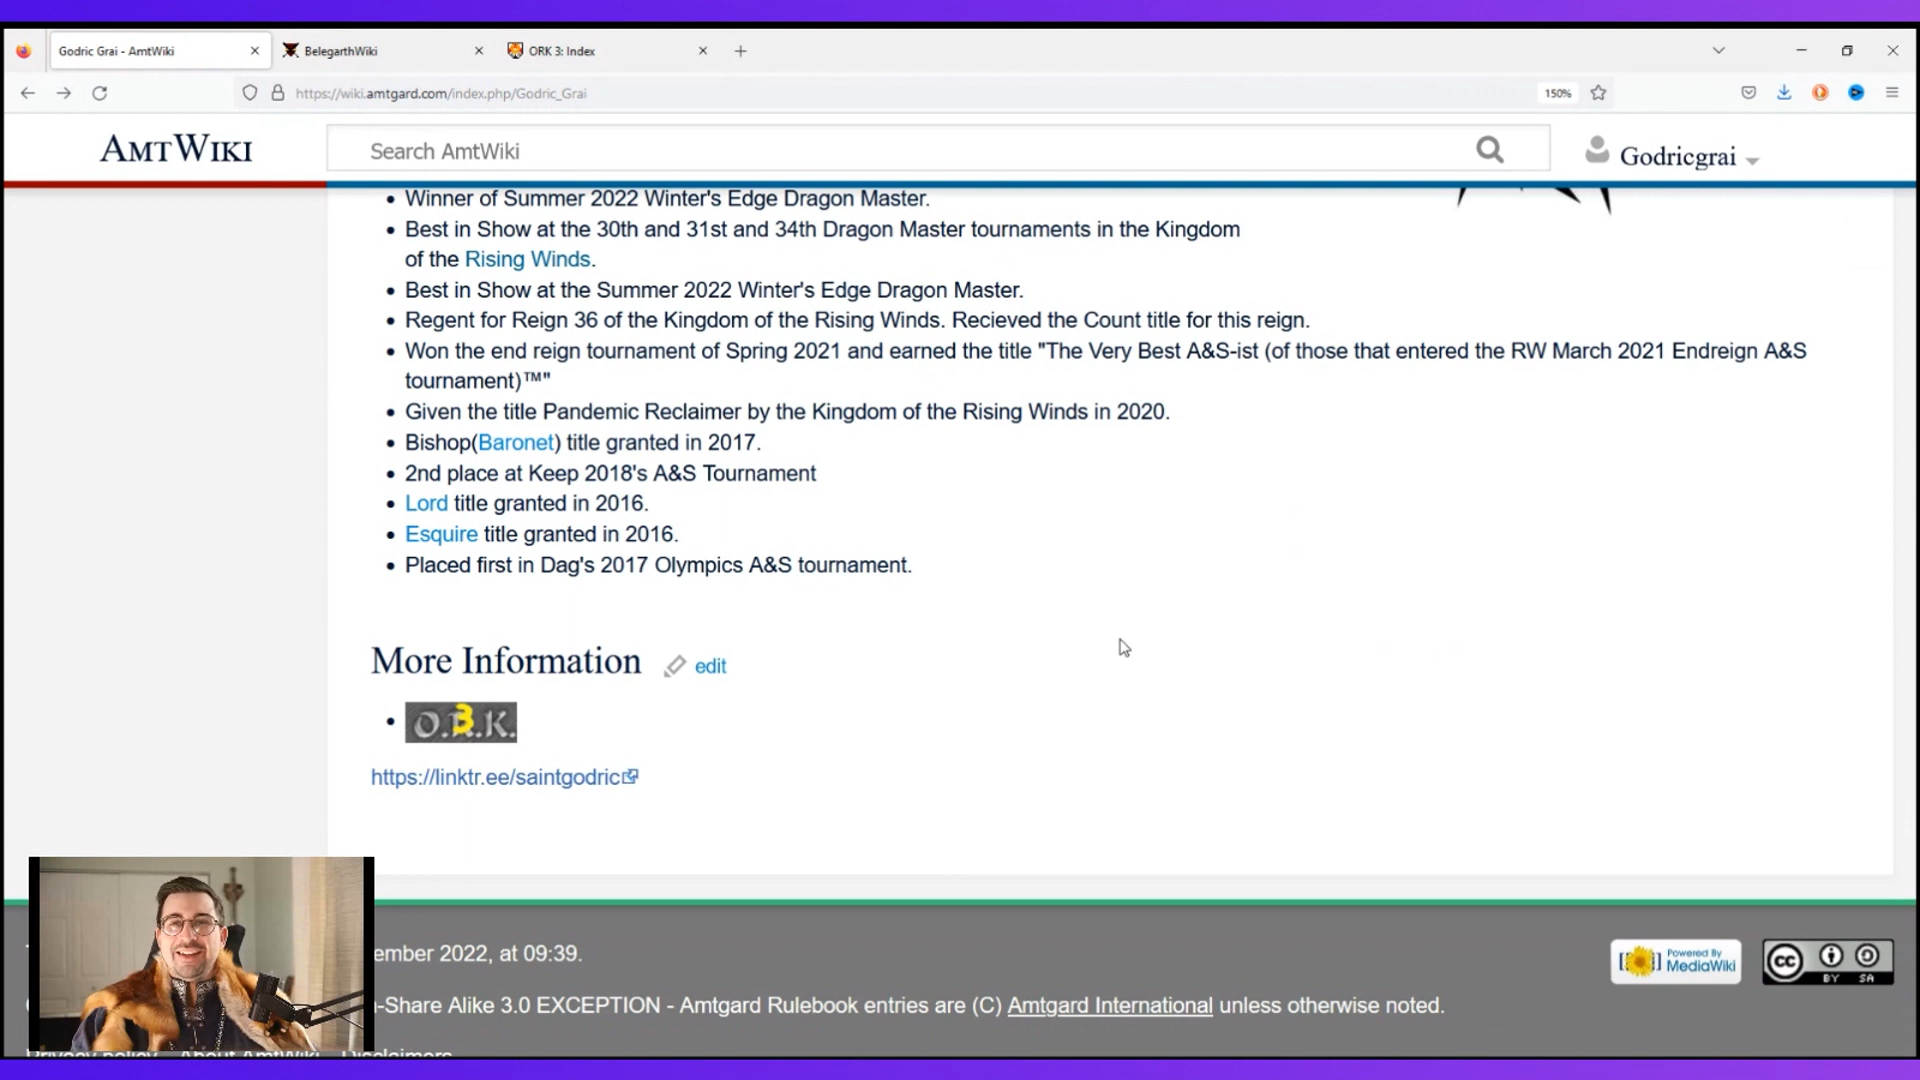 Godric Grai - AmtWiki
BelegarthWiki
ORK 3: Index
https://wiki.amtgard.com/index.php/Godric_Grai
150%
AMTWIKI
Search AmtWiki
Godricgrai
Winner of Summer 2022 Winter's Edge Dragon Master.
Best in Show at the 30th and 31st and 34th Dragon Master tournaments in the Kingdom
of the Rising Winds.
Best in Show at the Summer 2022 Winter's Edge Dragon Master.
Regent for Reign 36 of the Kingdom of the Rising Winds. Recieved the Count title for this reign.
Won the end reign tournament of Spring 2021 and earned the title "The Very Best A&S-ist (of those that entered the RW March 2021 Endreign A&S
tournament)™"
Given the title Pandemic Reclaimer by the Kingdom of the Rising Winds in 2020.
Bishop(Baronet) title granted in 2017.
2nd place at Keep 2018's A&S Tournament
Lord title granted in 2016.
Esquire title granted in 2016.
Placed first in Dag's 2017 Olympics A&S tournament.
More Information edit
O.R.K. 3
https://linktr.ee/saintgodric
ember 2022, at 09:39.
Powered By
MediaWiki
cc
BY SA
-Share Alike 3.0 EXCEPTION - Amtgard Rulebook entries are (C) Amtgard International unless otherwise noted.
Privacy policy About AmtWiki Disclaimers